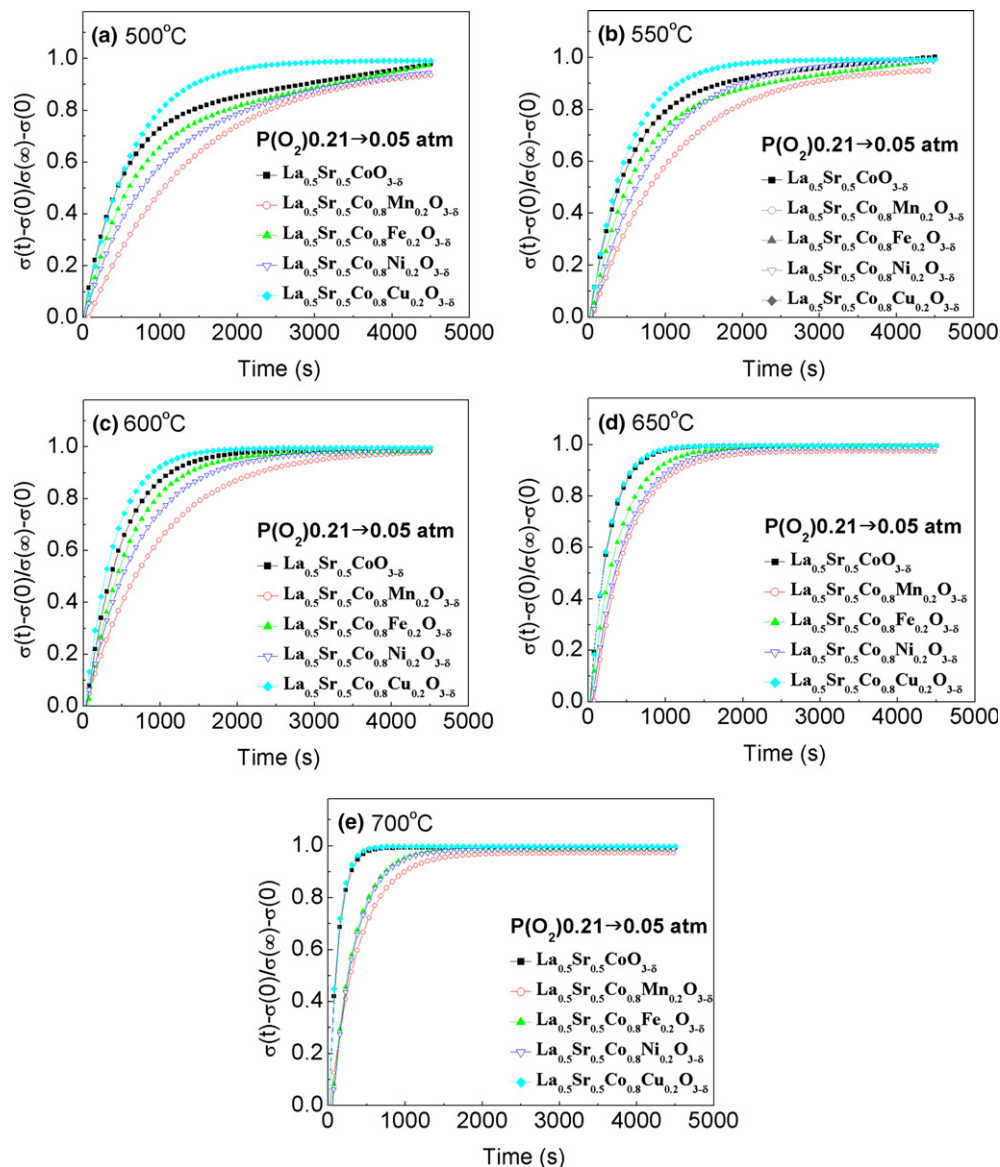 (a) 500°C
σ(t)-σ(0)/σ(∞)-σ(0)
1.0
0.8
0.6
0.4
0.2
0.0
P(O₂)0.21→0.05 atm
La₀.₅Sr₀.₅CoO₃₋δ
La₀.₅Sr₀.₅Co₀.₈Mn₀.₂O₃₋δ
La₀.₅Sr₀.₅Co₀.₈Fe₀.₂O₃₋δ
La₀.₅Sr₀.₅Co₀.₈Ni₀.₂O₃₋δ
La₀.₅Sr₀.₅Co₀.₈Cu₀.₂O₃₋δ
0 1000 2000 3000 4000 5000
Time (s)
(b) 550°C
σ(t)-σ(0)/σ(∞)-σ(0)
1.0
0.8
0.6
0.4
0.2
0.0
P(O₂)0.21→0.05 atm
La₀.₅Sr₀.₅CoO₃₋δ
La₀.₅Sr₀.₅Co₀.₈Mn₀.₂O₃₋δ
La₀.₅Sr₀.₅Co₀.₈Fe₀.₂O₃₋δ
La₀.₅Sr₀.₅Co₀.₈Ni₀.₂O₃₋δ
La₀.₅Sr₀.₅Co₀.₈Cu₀.₂O₃₋δ
0 1000 2000 3000 4000 5000
Time (s)
(c) 600°C
σ(t)-σ(0)/σ(∞)-σ(0)
1.0
0.8
0.6
0.4
0.2
0.0
P(O₂)0.21→0.05 atm
La₀.₅Sr₀.₅CoO₃₋δ
La₀.₅Sr₀.₅Co₀.₈Mn₀.₂O₃₋δ
La₀.₅Sr₀.₅Co₀.₈Fe₀.₂O₃₋δ
La₀.₅Sr₀.₅Co₀.₈Ni₀.₂O₃₋δ
La₀.₅Sr₀.₅Co₀.₈Cu₀.₂O₃₋δ
0 1000 2000 3000 4000 5000
Time (s)
(d) 650°C
σ(t)-σ(0)/σ(∞)-σ(0)
1.0
0.8
0.6
0.4
0.2
0.0
P(O₂)0.21→0.05 atm
La₀.₅Sr₀.₅CoO₃₋δ
La₀.₅Sr₀.₅Co₀.₈Mn₀.₂O₃₋δ
La₀.₅Sr₀.₅Co₀.₈Fe₀.₂O₃₋δ
La₀.₅Sr₀.₅Co₀.₈Ni₀.₂O₃₋δ
La₀.₅Sr₀.₅Co₀.₈Cu₀.₂O₃₋δ
0 1000 2000 3000 4000 5000
Time (s)
(e) 700°C
σ(t)-σ(0)/σ(∞)-σ(0)
1.0
0.8
0.6
0.4
0.2
0.0
P(O₂)0.21→0.05 atm
La₀.₅Sr₀.₅CoO₃₋δ
La₀.₅Sr₀.₅Co₀.₈Mn₀.₂O₃₋δ
La₀.₅Sr₀.₅Co₀.₈Fe₀.₂O₃₋δ
La₀.₅Sr₀.₅Co₀.₈Ni₀.₂O₃₋δ
La₀.₅Sr₀.₅Co₀.₈Cu₀.₂O₃₋δ
0 1000 2000 3000 4000 5000
Time (s)